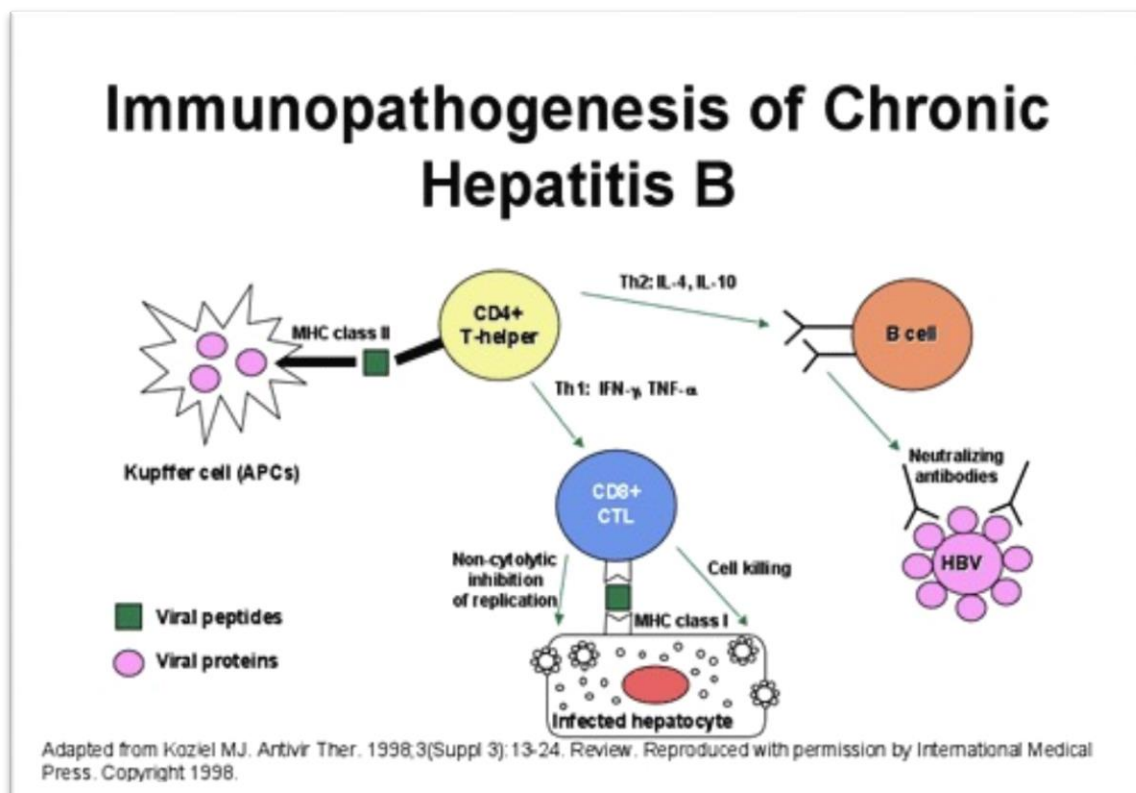 Immunopathogenesis of Chronic
Hepatitis B
Th2: IL-4, IL-10
CD4+
T-helper
B cell
MHC class II
Th1: IFN-γ, TNF-α
Kupffer cell (APCs)
Neutralizing
antibodies
CD8+
CTL
Non-cytolytic
inhibition
of replication
Cell killing
HBV
MHC class I
Viral peptides
Viral proteins
Infected hepatocyte
Adapted from Koziel MJ. Antivir Ther. 1998;3(Suppl 3):13-24. Review. Reproduced with permission by International Medical
Press. Copyright 1998.